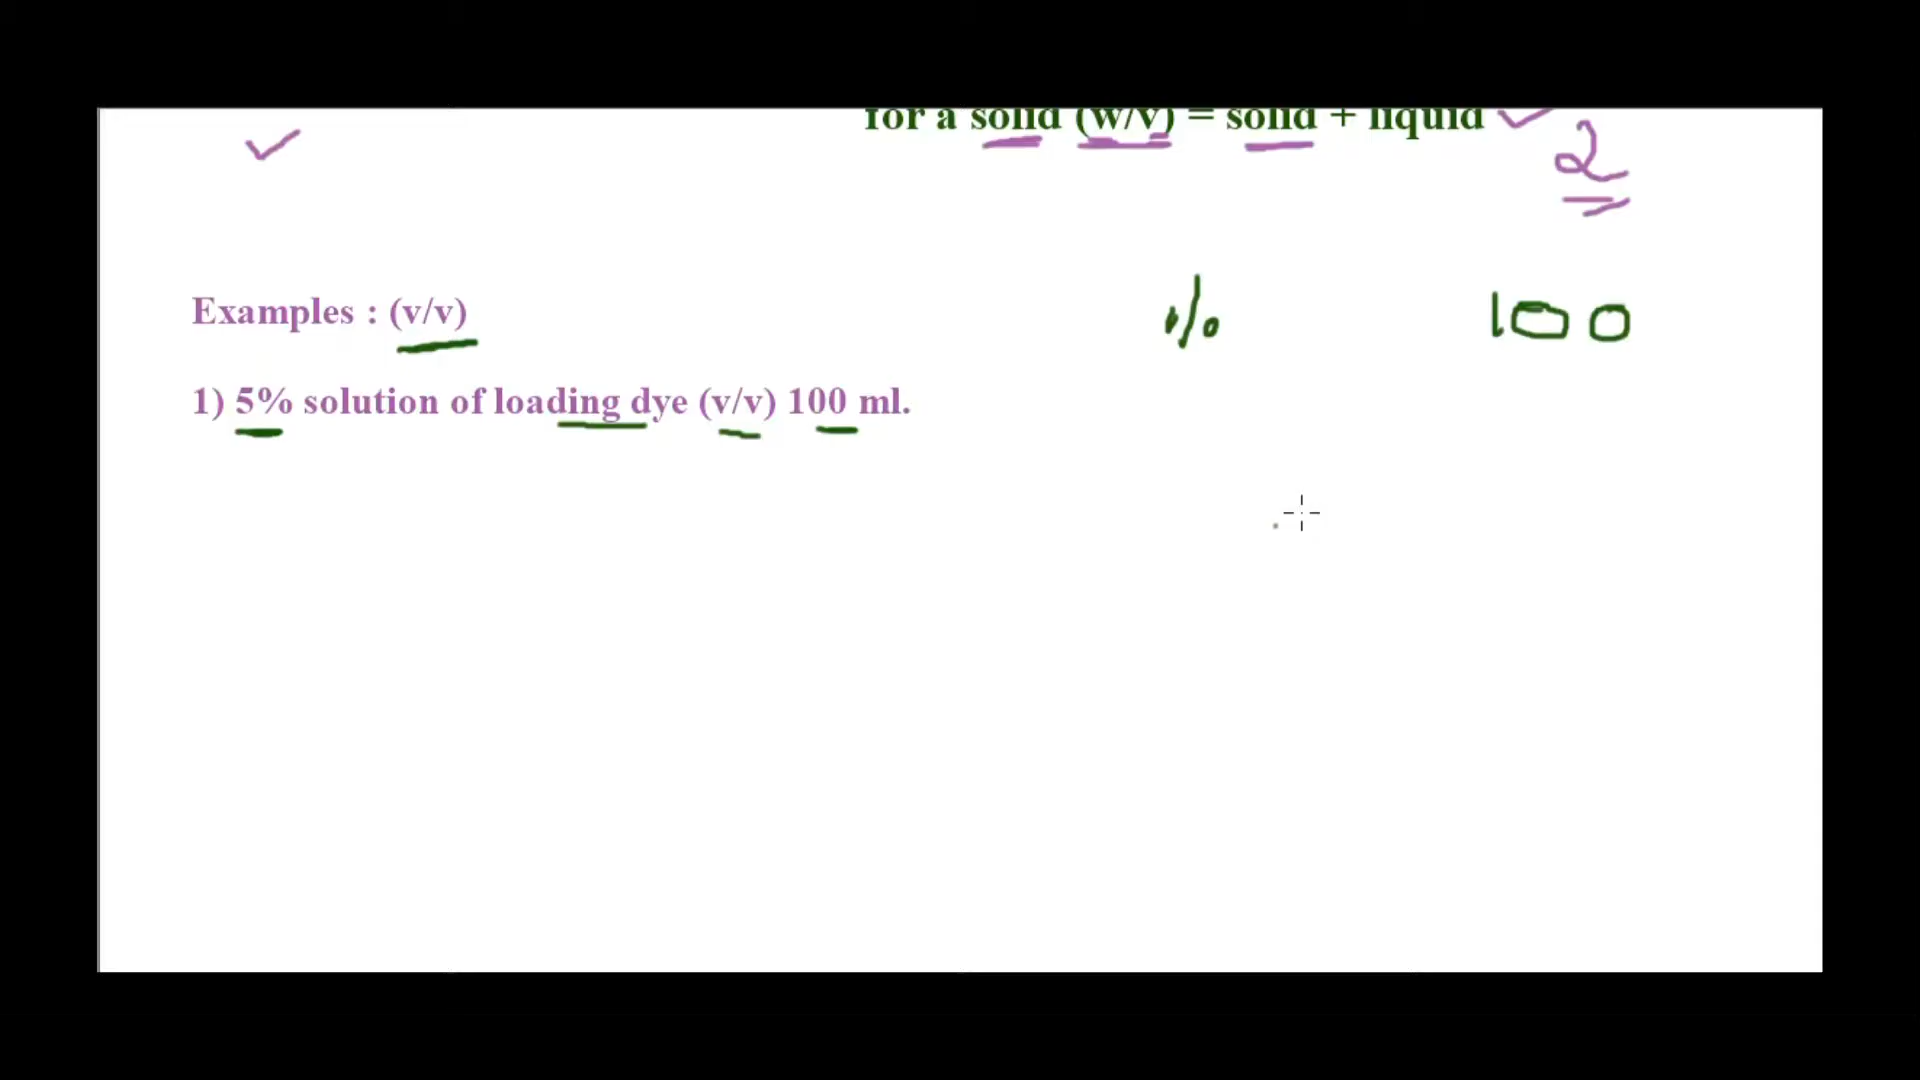 for a solid (w/v) = solid + liquid
2
Examples : (v/v)
% 100
1) 5% solution of loading dye (v/v) 100 ml.